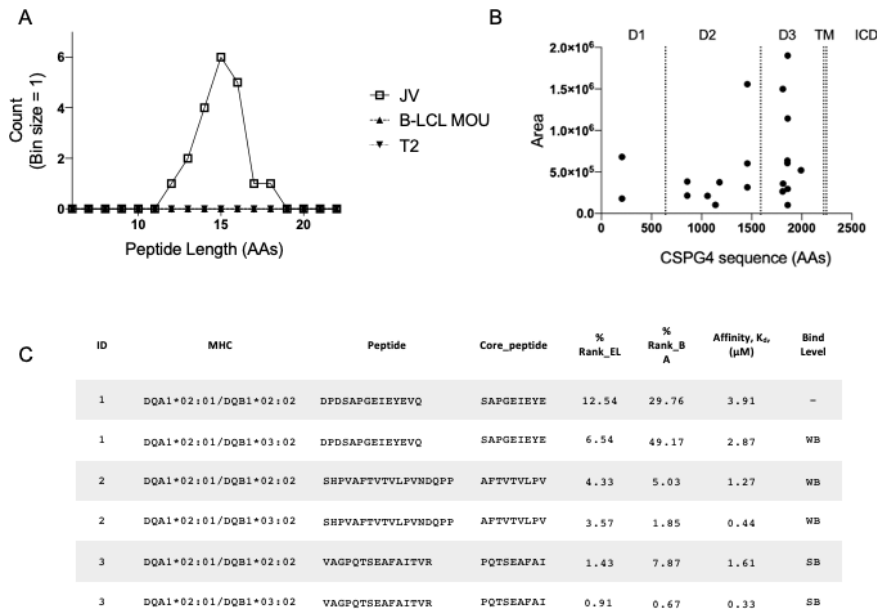 A
6
4
2
0
Count
(Bin size = 1)
10
15
20
Peptide Length (AAs)
JV
B-LCL MOU
T2
B
D1
D2
D3
TM
ICD
2.0×10⁶
1.5×10⁶
1.0×10⁶
5.0×10⁵
0.0
Area
0
500
1000
1500
2000
2500
CSPG4 sequence (AAs)
C
ID MHC Peptide Core_peptide % Rank_EL % Rank_B A Affinity, Kd, (µM) Bind Level
1 DQA1*02:01/DQB1*02:02 DPDSAPGEIEYEVQ SAPGEIEYE 12.54 29.76 3.91 –
1 DQA1*02:01/DQB1*03:02 DPDSAPGEIEYEVQ SAPGEIEYE 6.54 49.17 2.87 WB
2 DQA1*02:01/DQB1*02:02 SHPVAFTVTVLPVNDQPP AFTVTVLPV 4.33 5.03 1.27 WB
2 DQA1*02:01/DQB1*03:02 SHPVAFTVTVLPVNDQPP AFTVTVLPV 3.57 1.85 0.44 WB
3 DQA1*02:01/DQB1*02:02 VAGPQTSEAFAITVR PQTSEAFAI 1.43 7.87 1.61 SB
3 DQA1*02:01/DQB1*03:02 VAGPQTSEAFAITVR PQTSEAFAI 0.91 0.67 0.33 SB